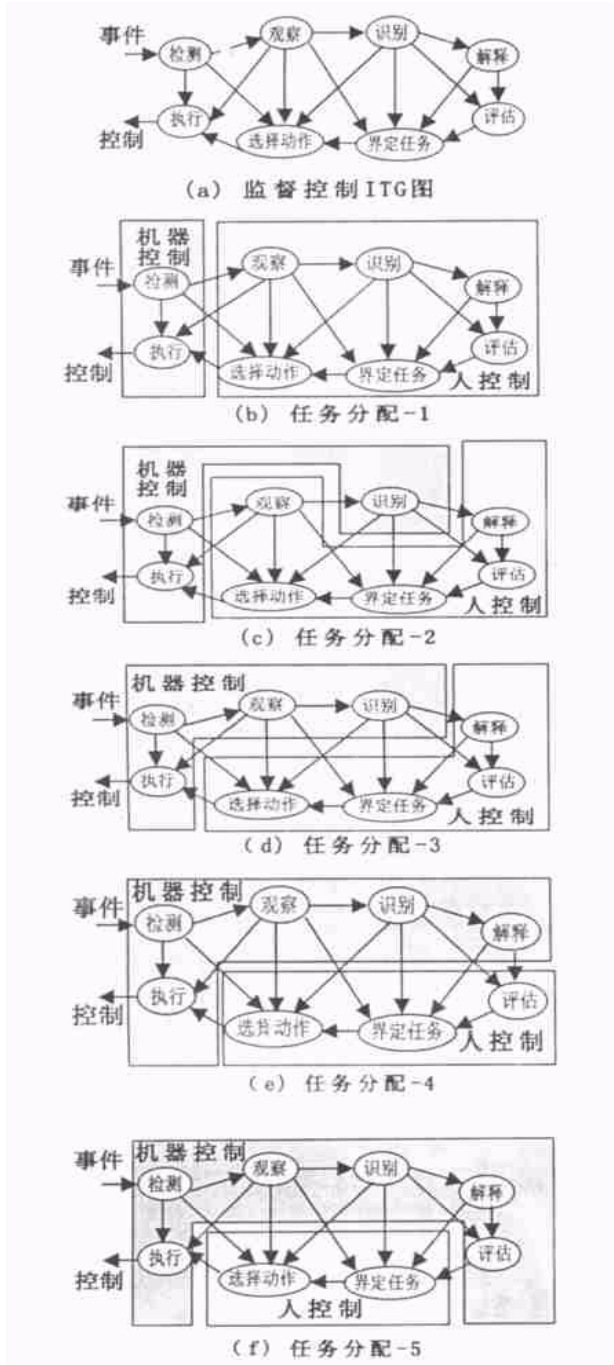 事件
检测
观察
识别
解释
执行
控制
选择动作
界定任务
评估
(a) 监督控制ITG图
机器
控制
事件
检测
观察
识别
解释
执行
控制
选择动作
界定任务
评估
人控制
(b) 任务分配-1
机器
控制
事件
检测
观察
识别
解释
执行
控制
选择动作
界定任务
评估
人控制
(c) 任务分配-2
机器控制
事件
检测
观察
识别
解释
执行
控制
选择动作
界定任务
评估
人控制
(d) 任务分配-3
机器控制
事件
检测
观察
识别
解释
执行
控制
选择动作
界定任务
评估
人控制
(e) 任务分配-4
机器控制
事件
检测
观察
识别
解释
执行
控制
选择动作
界定任务
评估
人控制
(f) 任务分配-5